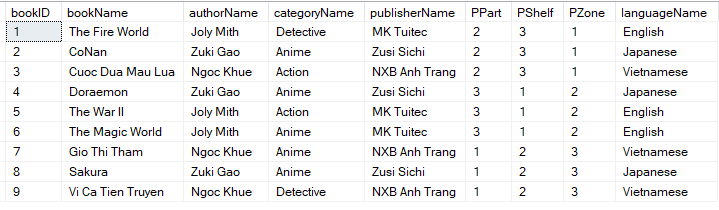 bookID bookName authorName categoryName publisherName PPart PShelf PZone languageName
1 The Fire World Joly Mith Detective MK Tuitec 2 3 1 English
2 CoNan Zuki Gao Anime Zusi Sichi 2 3 1 Japanese
3 Cuoc Dua Mau Lua Ngoc Khue Action NXB Anh Trang 2 3 1 Vietnamese
4 Doraemon Zuki Gao Anime Zusi Sichi 3 1 2 Japanese
5 The War II Joly Mith Action MK Tuitec 3 1 2 English
6 The Magic World Joly Mith Anime MK Tuitec 3 1 2 English
7 Gio Thi Tham Ngoc Khue Anime NXB Anh Trang 1 2 3 Vietnamese
8 Sakura Zuki Gao Anime Zusi Sichi 1 2 3 Japanese
9 Vi Ca Tien Truyen Ngoc Khue Detective NXB Anh Trang 1 2 3 Vietnamese